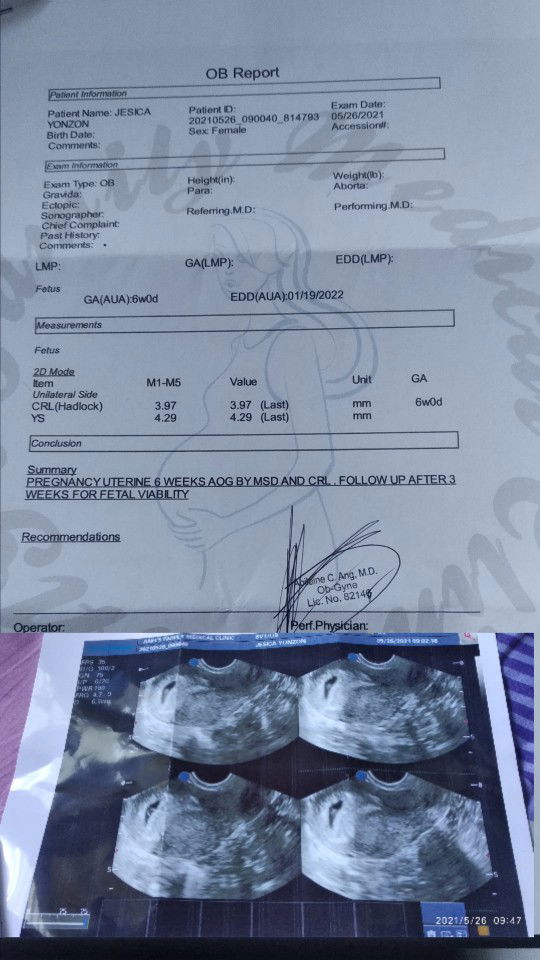 OB Report
Patient Information
Patient Name: JESICA YONZON
Patient ID: 20210526_090040_814793
Exam Date: 05/26/2021
Birth Date:
Sex: Female
Accession#:
Comments:
Exam Information
Exam Type: OB
Height(in):
Weight(lb):
Gravida:
Para:
Aborta:
Ectopic:
Sonographer:
Referring.M.D:
Performing.M.D:
Chief Complaint:
Past History:
Comments:
LMP:
GA(LMP):
EDD(LMP):
Fetus
GA(AUA):6w0d
EDD(AUA):01/19/2022
Measurements
Fetus
2D Mode
Item M1-M5 Value Unit GA
Unilateral Side
CRL(Hadlock) 3.97 3.97 (Last) mm 6w0d
YS 4.29 4.29 (Last) mm
Conclusion
Summary
PREGNANCY UTERINE 6 WEEKS AOG BY MSD AND CRL . FOLLOW UP AFTER 3
WEEKS FOR FETAL VIABILITY
Recommendations
C. Ang, M.D.
Ob-Gyne
Lic. No. 82146
Operator:
Perf.Physician:
MEDICAL CLINIC
05/26/2021 09:02:
JESICA YONZON
2021/5/26 09:47